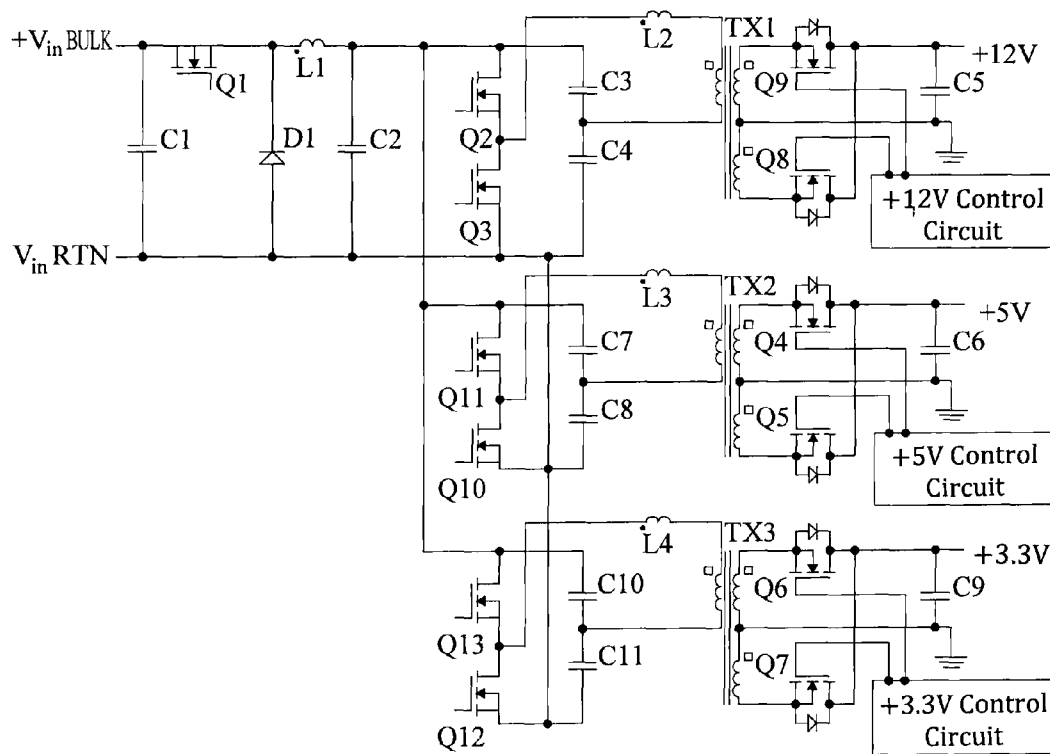 +Vin BULK
Q1
L1
C1
D1
C2
Q2
Q3
C3
C4
L2
TX1
Q9
Q8
C5
+12V
+12V Control
Circuit
Vin RTN
L3
TX2
Q11
Q10
C7
C8
Q4
Q5
C6
+5V
+5V Control
Circuit
L4
TX3
Q13
Q12
C10
C11
Q6
Q7
C9
+3.3V
+3.3V Control
Circuit